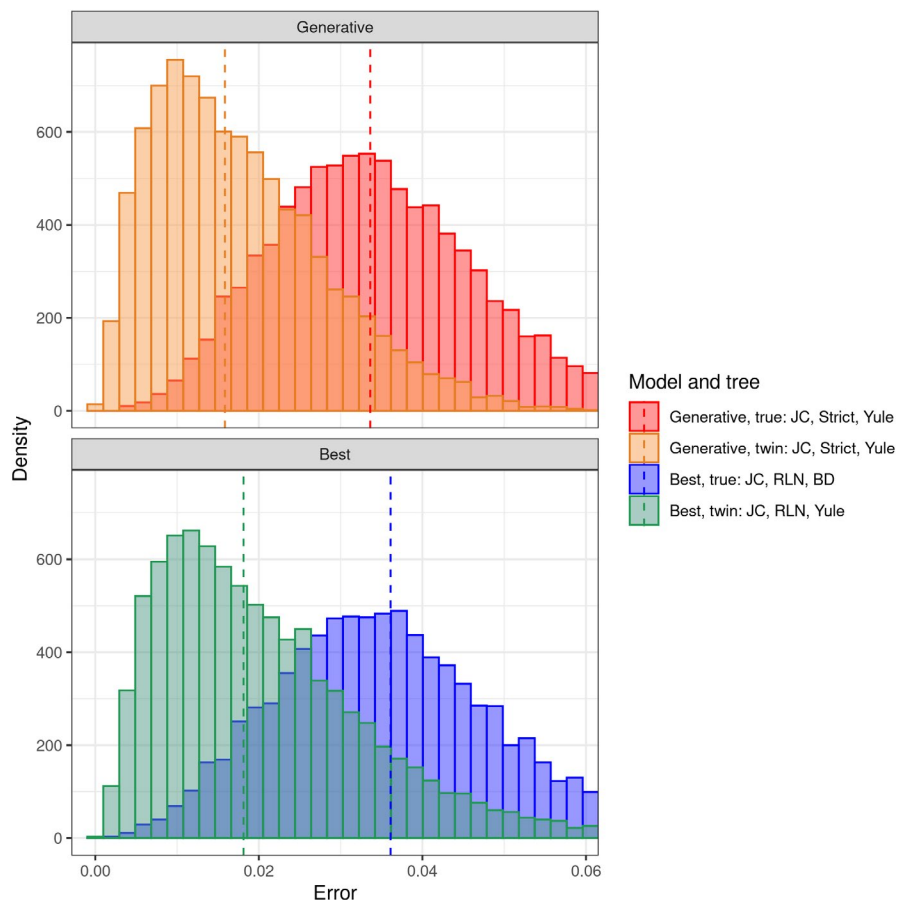 Generative
600
400
200
0
Best
600
400
200
0
0.00 0.02 0.04 0.06
Error
Density
Model and tree
Generative, true: JC, Strict, Yule
Generative, twin: JC, Strict, Yule
Best, true: JC, RLN, BD
Best, twin: JC, RLN, Yule